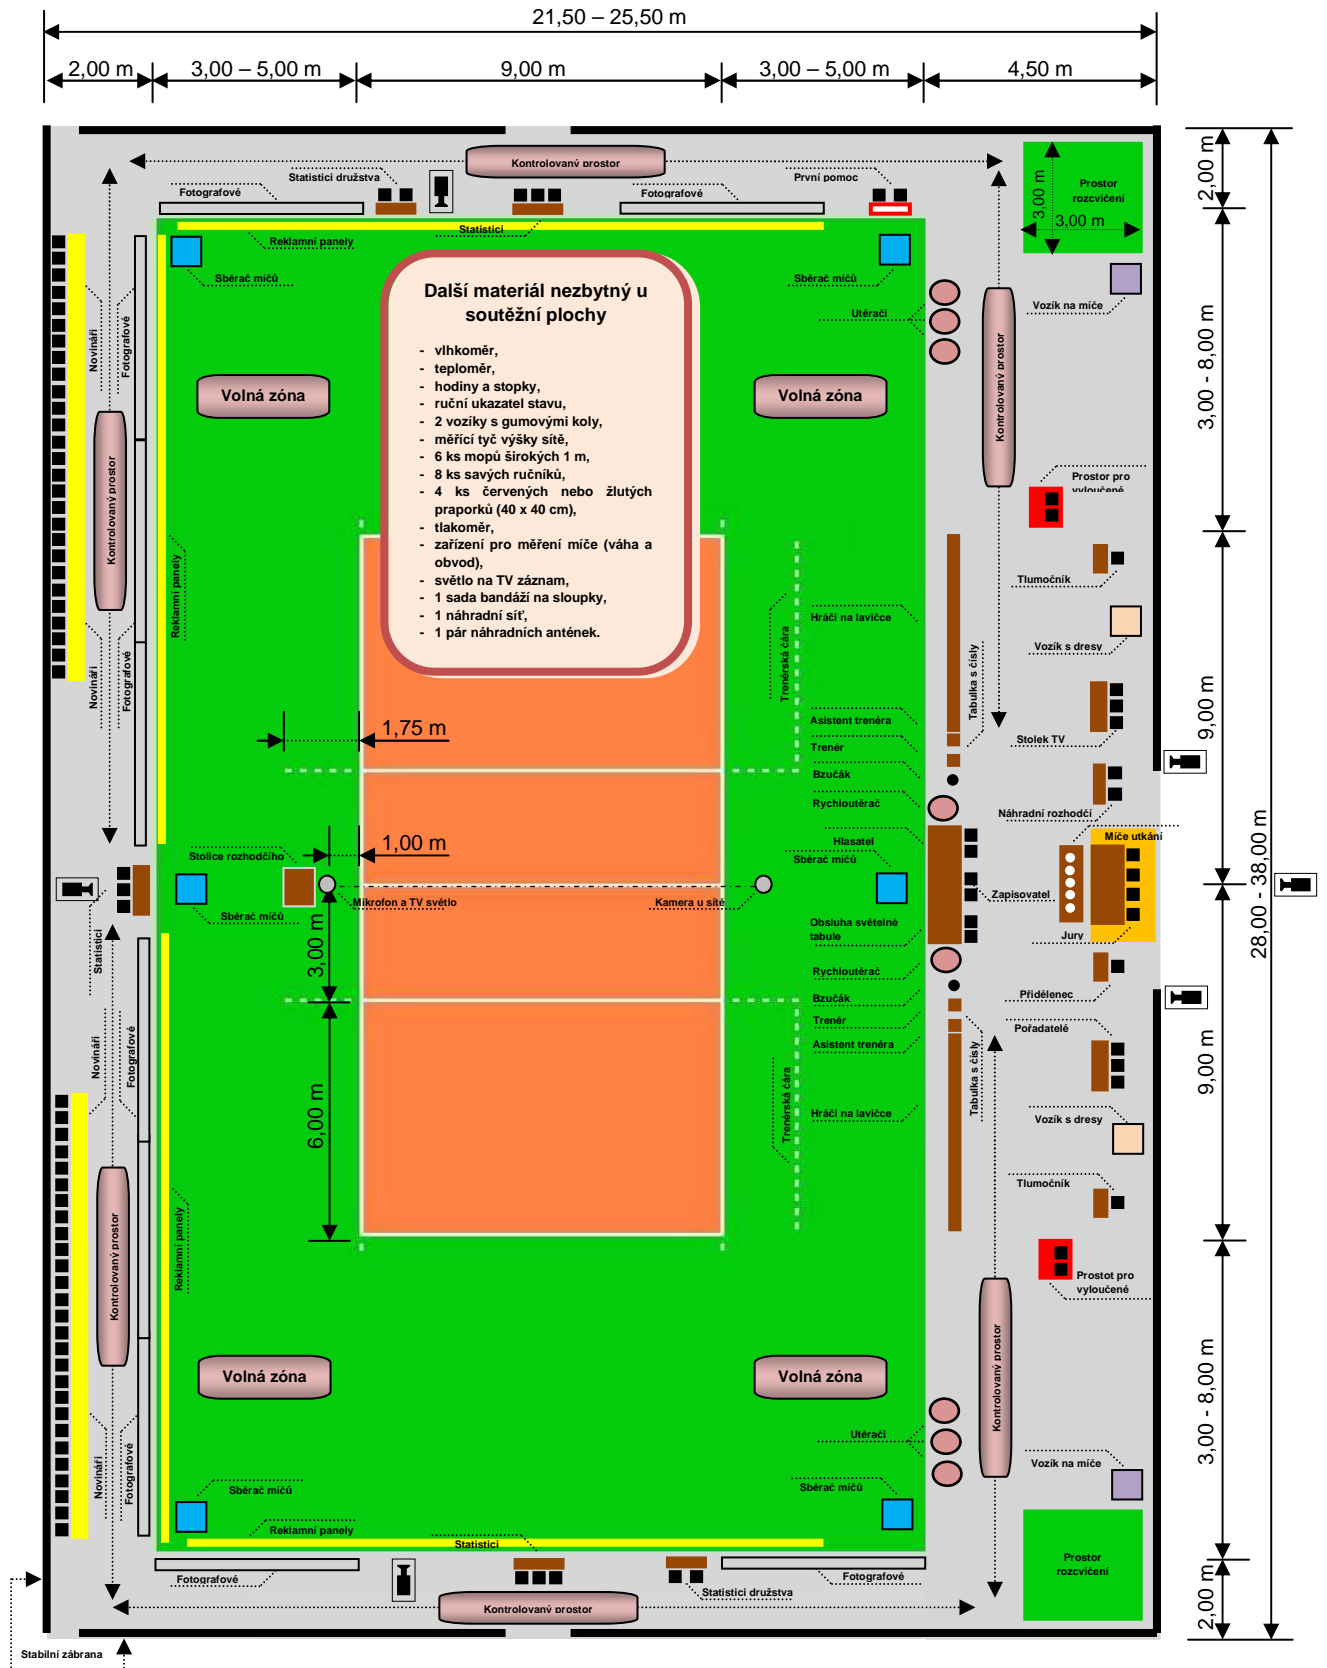 21,50 – 25,50 m
2,00 m
3,00 – 5,00 m
9,00 m
3,00 – 5,00 m
4,50 m
Kontrolovaný prostor
Statistici družstva
První pomoc
Fotografové
Fotografové
Prostor
rozcvičení
3,00 m
3,00 m
2,00 m
Statistici
Reklamní panely
Sběrač míčů
Sběrač míčů
Vozík na míče
Utěrači
Novináři
Fotografové
Další materiál nezbytný u
soutěžní plochy
- vlhkoměr,
- teploměr,
- hodiny a stopky,
- ruční ukazatel stavu,
- 2 vozíky s gumovými koly,
- měřící tyč výšky sítě,
- 6 ks mopů širokých 1 m,
- 8 ks savých ručníků,
- 4 ks červených nebo žlutých
praporků (40 x 40 cm),
- tlakoměr,
- zařízení pro měření míče (váha a
obvod),
- světlo na TV záznam,
- 1 sada bandáží na sloupky,
- 1 náhradní síť,
- 1 pár náhradních antének.
Volná zóna
Volná zóna
Kontrolovaný prostor
Kontrolovaný prostor
3,00 - 8,00 m
Prostor pro
vyloučené
Reklamní panely
Tlumočník
Hráči na lavičce
Trenérská čára
Vozík s dresy
Novináři
Fotografové
Tabulka s čísly
9,00 m
1,75 m
Asistent trenéra
Stolek TV
Trenér
Bzučák
Rychloutěrač
Náhradní rozhodčí
1,00 m
Stolice rozhodčího
Hlasatel
Sběrač míčů
Míče utkání
Mikrofon a TV světlo
Kamera u sítě
Zapisovatel
Sběrač míčů
28,00 - 38,00 m
Statistici
3,00 m
Obsluha světelné
tabule
Jury
Rychloutěrač
Přidělenec
Bzučák
Trenér
Asistent trenéra
Pořadatelé
Novináři
Fotografové
Tabulka s čísly
9,00 m
6,00 m
Trenérská čára
Hráči na lavičce
Vozík s dresy
Tlumočník
Kontrolovaný prostor
Reklamní panely
Prostot pro
vyloučené
Kontrolovaný prostor
3,00 - 8,00 m
Volná zóna
Volná zóna
Utěrači
Novináři
Fotografové
Vozík na míče
Sběrač míčů
Sběrač míčů
Reklamní panely
Statistici
Prostor
rozcvičení
Fotografové
Fotografové
Statistici družstva
Kontrolovaný prostor
2,00 m
Stabilní zábrana